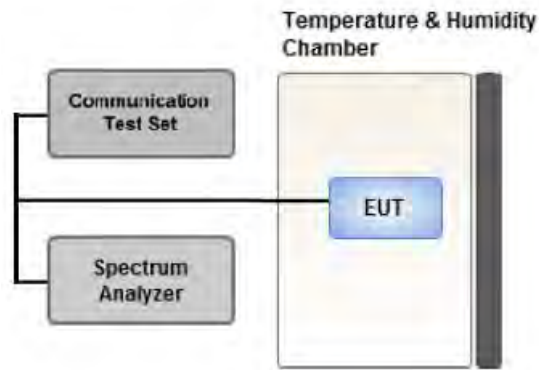 Temperature & Humidity
Chamber
Communication
Test Set
EUT
Spectrum
Analyzer